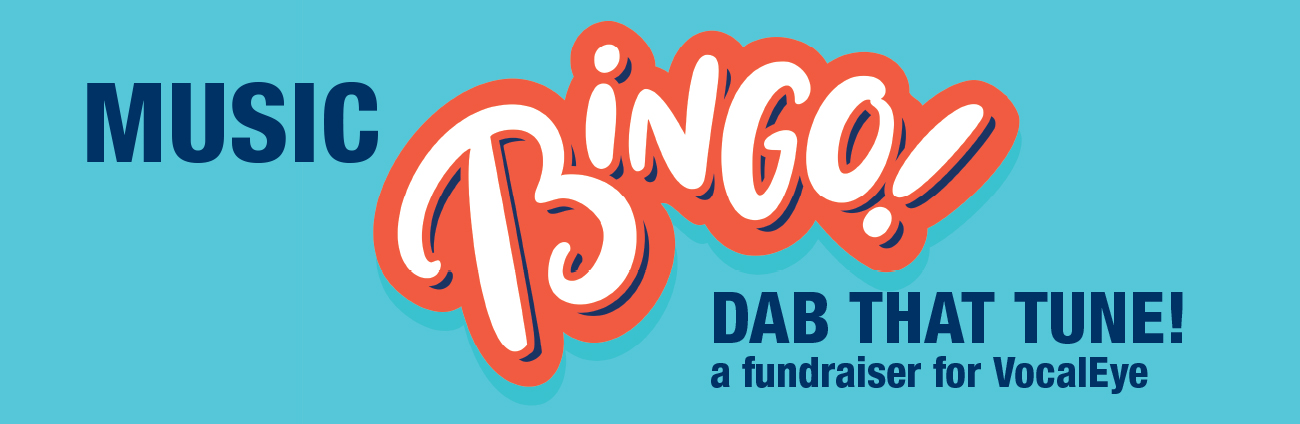 MUSIC
BiNGO!
DAB THAT TUNE!
a fundraiser for VocalEye